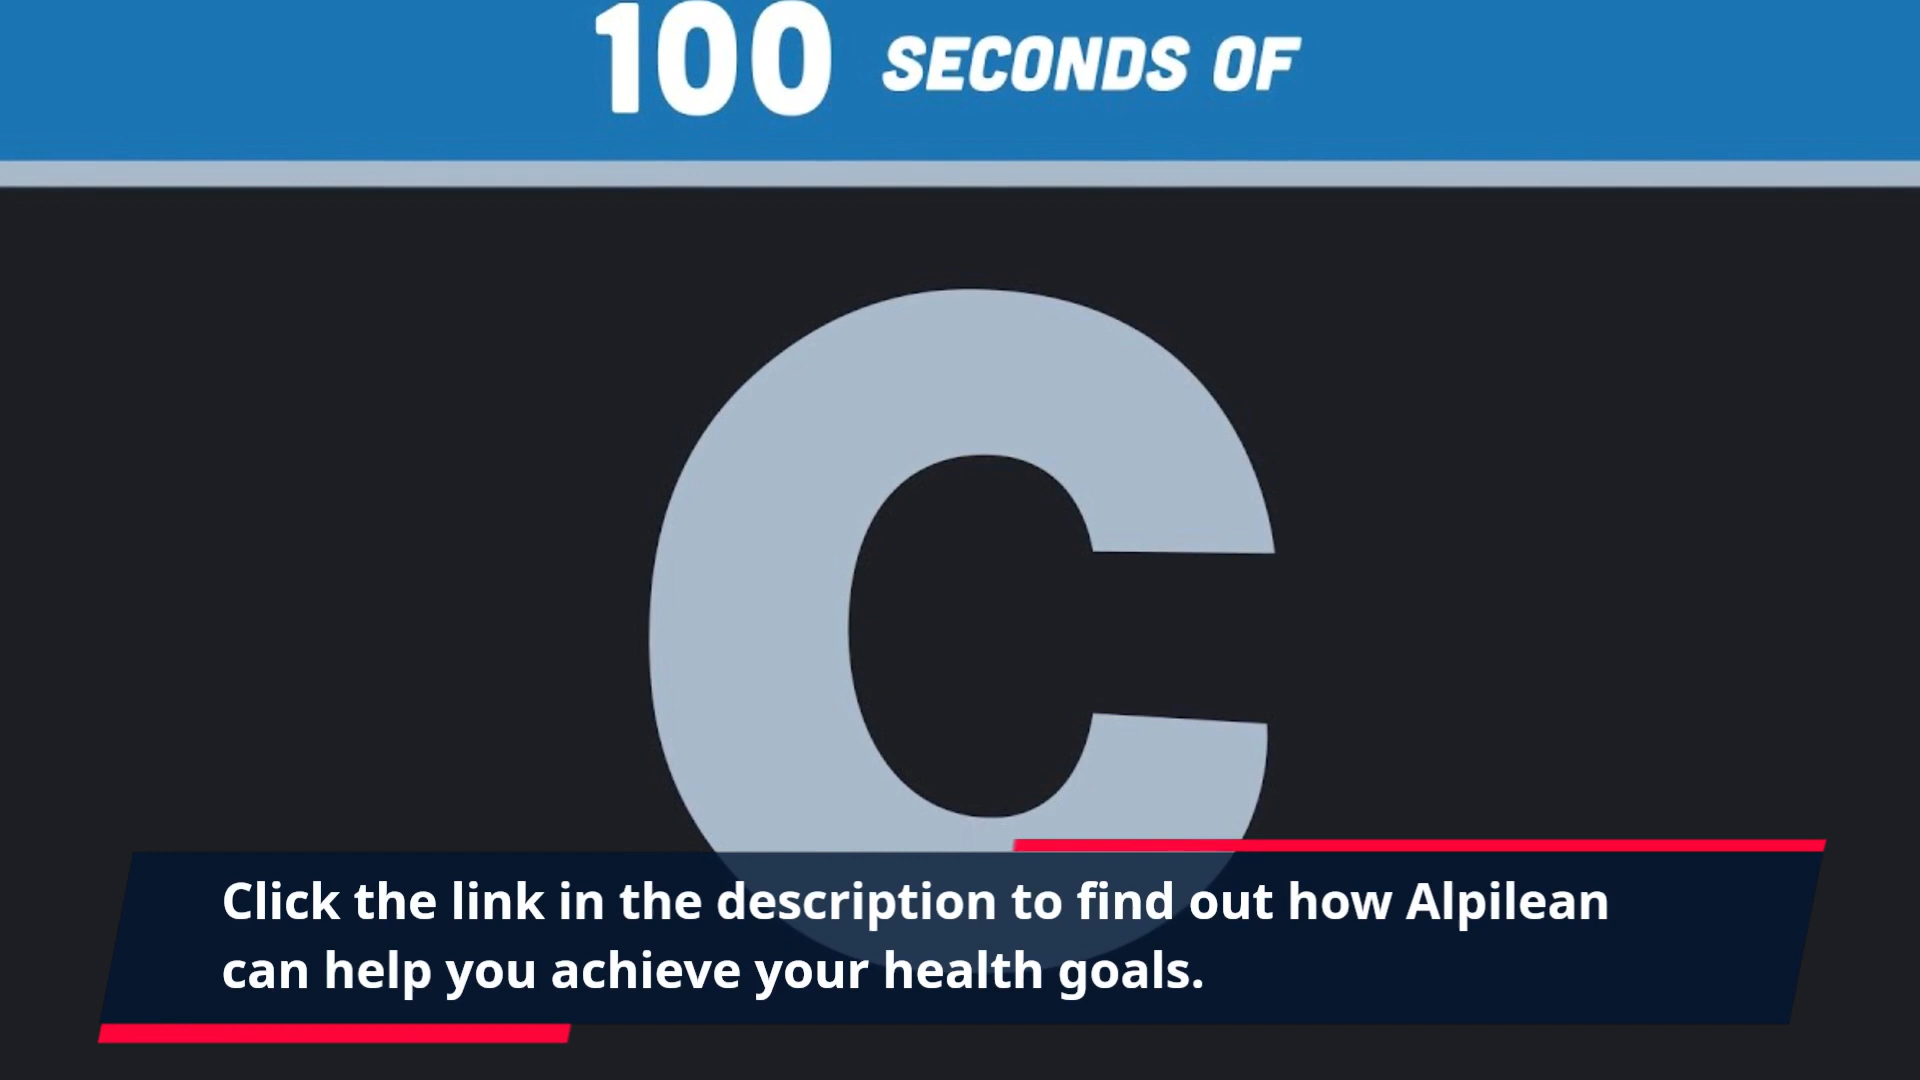 100 SECONDS OF
C
Click the link in the description to find out how Alpilean
can help you achieve your health goals.